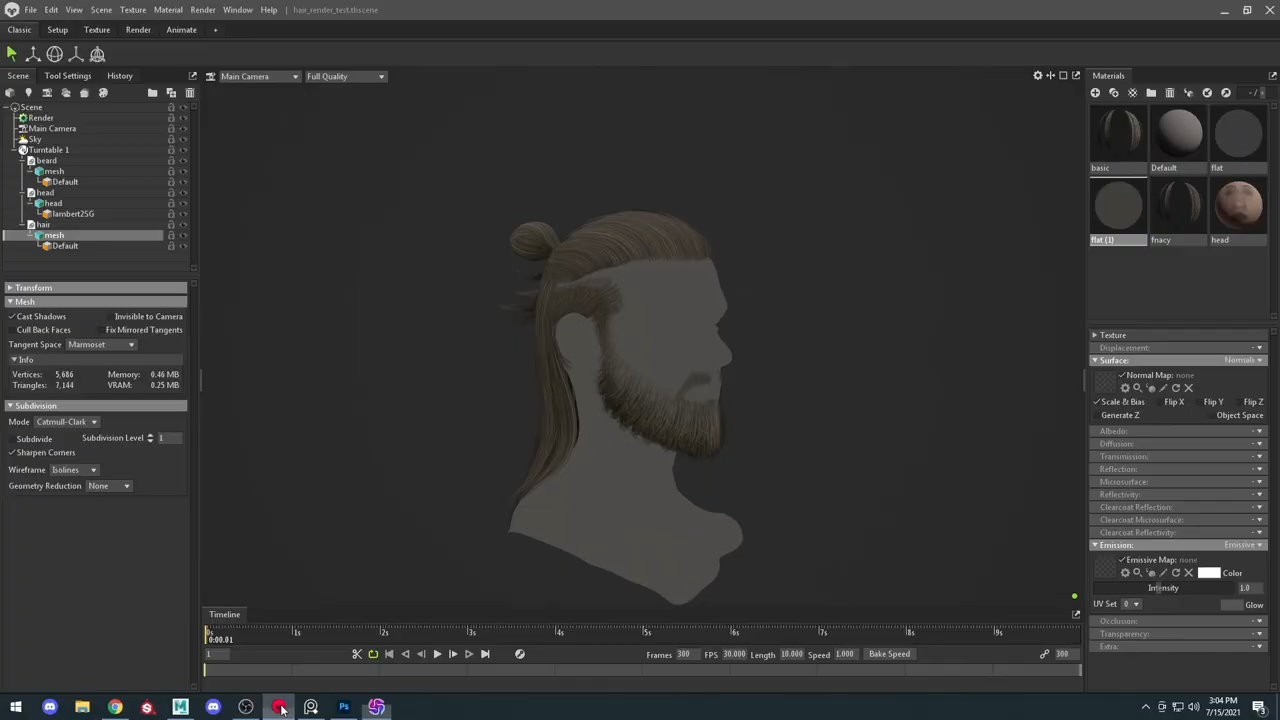 File Edit View Scene Texture Material Render Window Help hair_render_test.tbscene
Classic Setup Texture Render Animate +
Scene Tool Settings History
Main Camera Full Quality
Materials
Scene
Render
Main Camera
Sky
Turntable 1
beard
mesh
Default
head
head
lambert2SG
hair
mesh
Default
basic Default flat
flat (1) fnacy head
Transform
Mesh
Cast Shadows Invisible to Camera
Cull Back Faces Fix Mirrored Tangents
Tangent Space Marmoset
Info
Vertices: 5,686 Memory: 0.46 MB
Triangles: 7,144 VRAM: 0.25 MB
Subdivision
Mode Catmull-Clark
Subdivide Subdivision Level 1
Sharpen Corners
Wireframe Isolines
Geometry Reduction None
Texture
Displacement:
Surface: Normals
Normal Map: none
Scale & Bias Flip X Flip Y Flip Z
Generate Z Object Space
Albedo:
Diffusion:
Transmission:
Reflection:
Microsurface:
Reflectivity:
Clearcoat Reflection:
Clearcoat Microsurface:
Clearcoat Reflectivity:
Emission: Emissive
Emissive Map: none
Color
Intensity 1.0
UV Set 0 Glow
Occlusion:
Transparency:
Extra:
Timeline
0s 1s 2s 3s 4s 5s 6s 7s 8s 9s
0:00.01
1 Frames 300 FPS 30.000 Length 10.000 Speed 1.000 Bake Speed 300
3:04 PM
7/15/2021